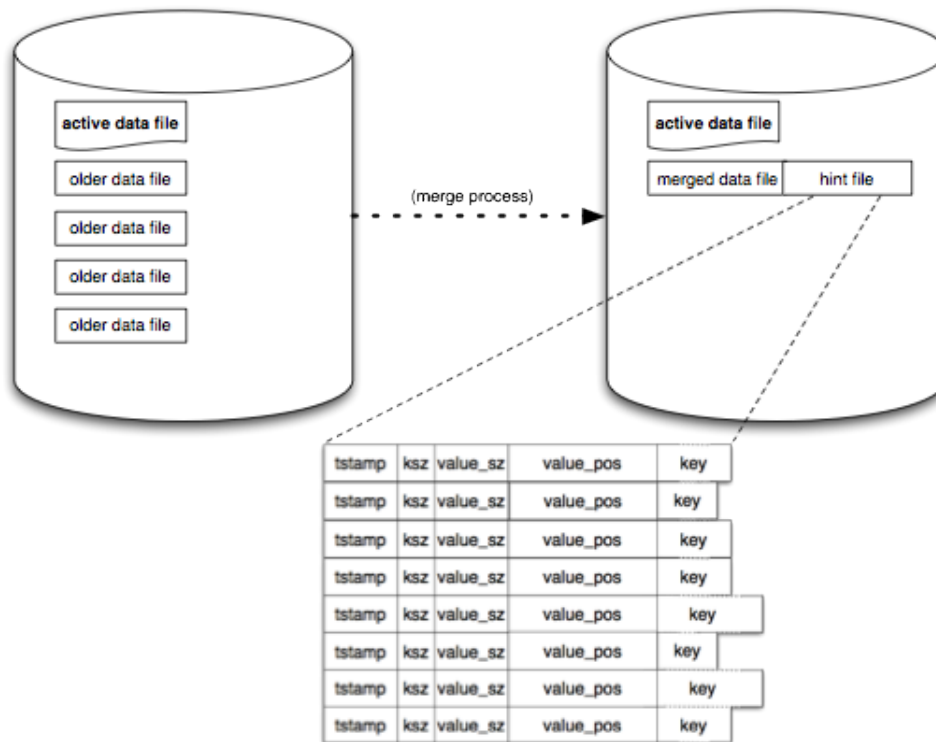 active data file
older data file
older data file
older data file
older data file
(merge process)
active data file
merged data file hint file
tstamp ksz value_sz value_pos key
tstamp ksz value_sz value_pos key
tstamp ksz value_sz value_pos key
tstamp ksz value_sz value_pos key
tstamp ksz value_sz value_pos key
tstamp ksz value_sz value_pos key
tstamp ksz value_sz value_pos key
tstamp ksz value_sz value_pos key